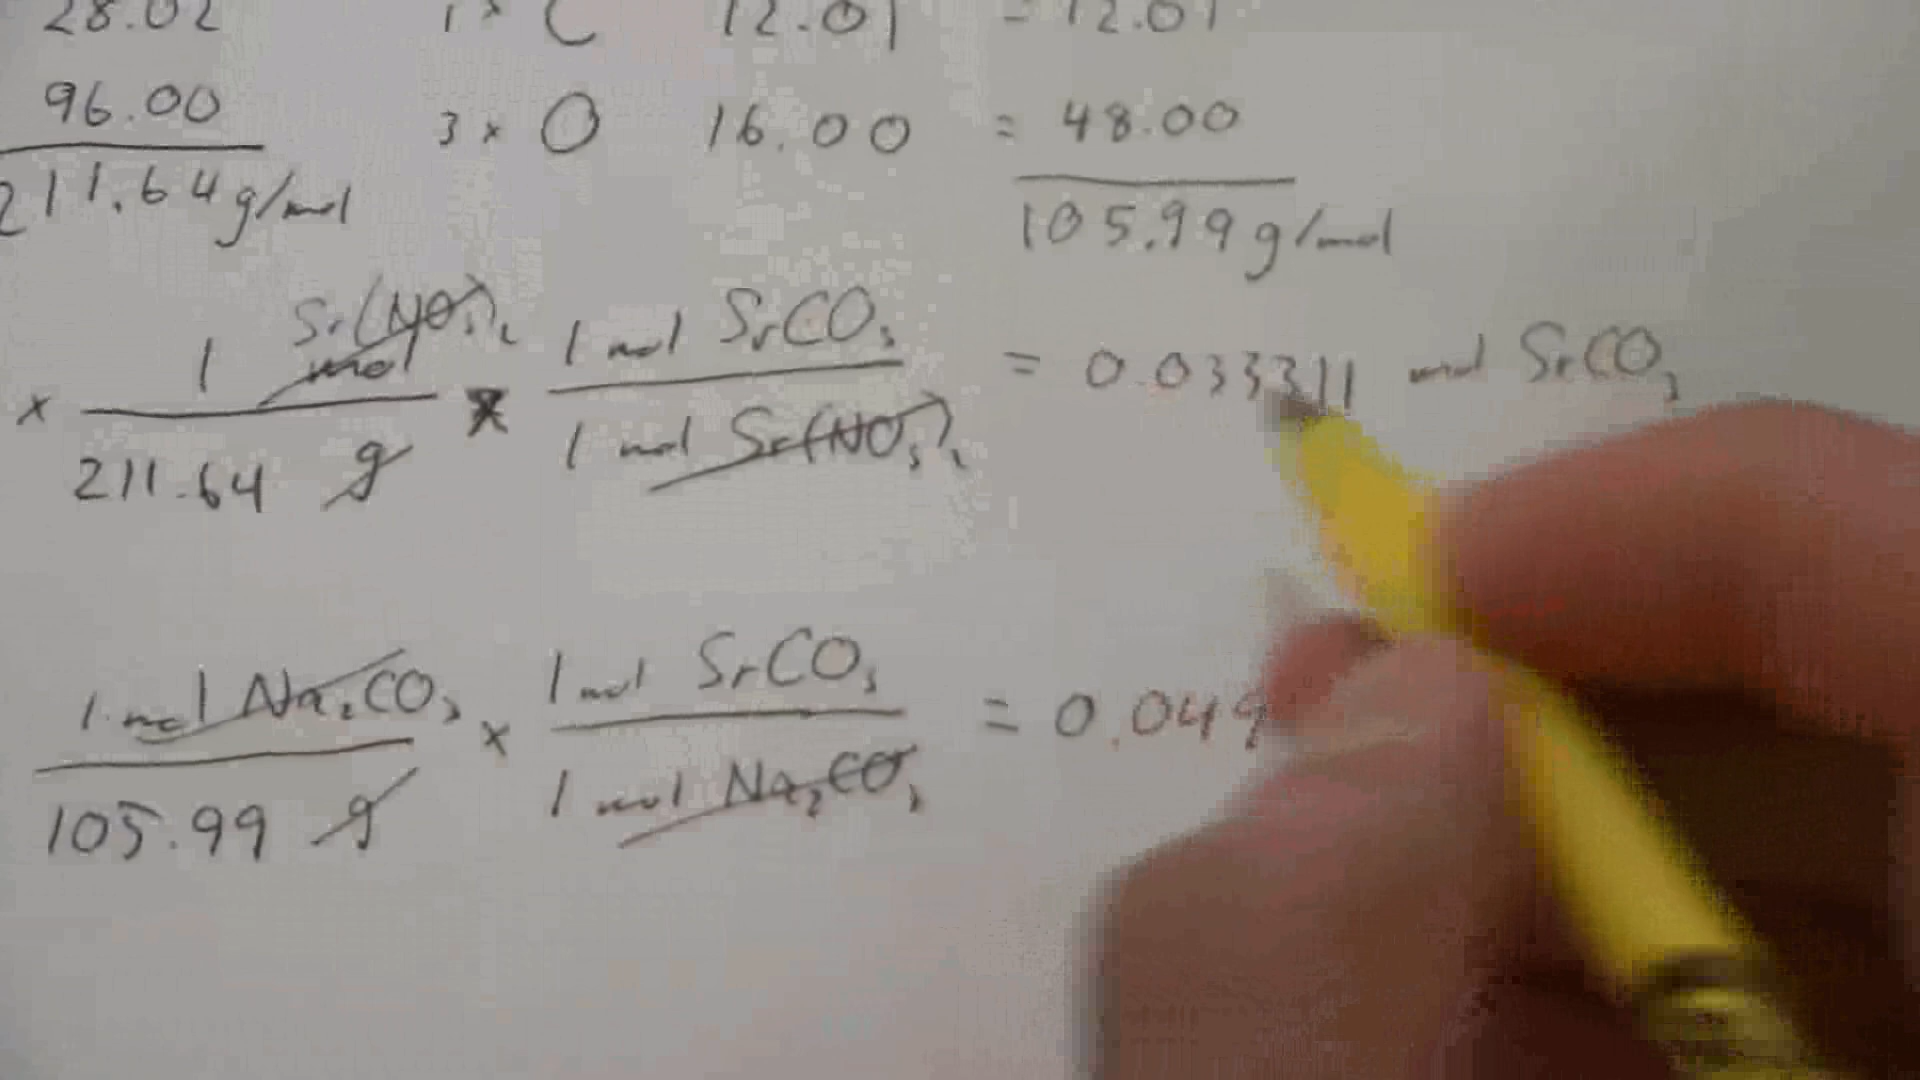 28.02 1 × C 12.01 = 12.01
96.00 3 × O 16.00 = 48.00
211.64 g/mol 105.99 g/mol
× 1 mol Sr(NO₃)₂ / 211.64 g × 1 mol SrCO₃ / 1 mol Sr(NO₃)₂ = 0.033311 mol SrCO₃
1 mol Na₂CO₃ / 105.99 g × 1 mol SrCO₃ / 1 mol Na₂CO₃ = 0.049